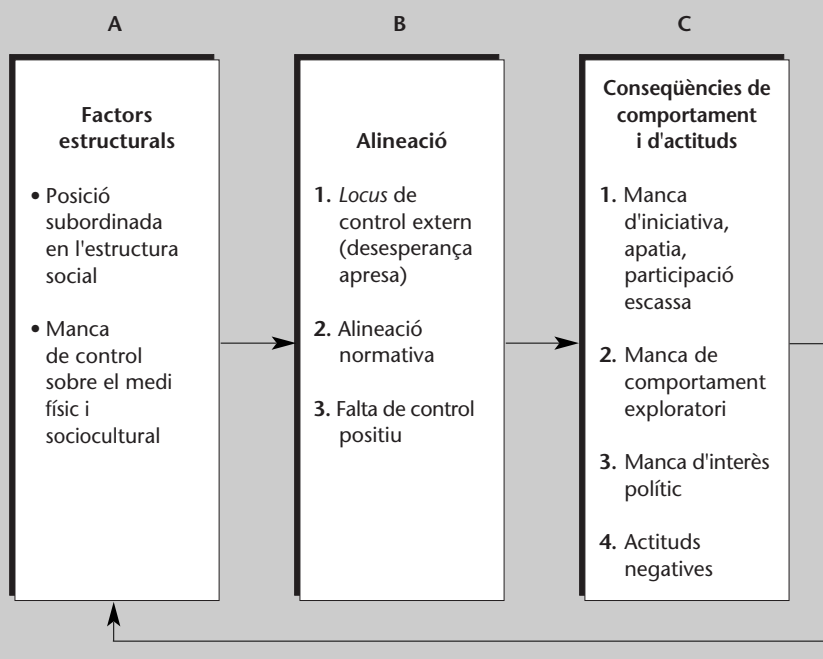 A
Factors
estructurals
• Posició
subordinada
en l'estructura
social
• Manca
de control
sobre el medi
físic i
sociocultural
B
Alineació
1. Locus de
control extern
(desesperança
apresa)
2. Alineació
normativa
3. Falta de control
positiu
C
Conseqüències de
comportament
i d'actituds
1. Manca
d'iniciativa,
apatia,
participació
escassa
2. Manca de
comportament
exploratori
3. Manca d'interès
polític
4. Actituds
negatives